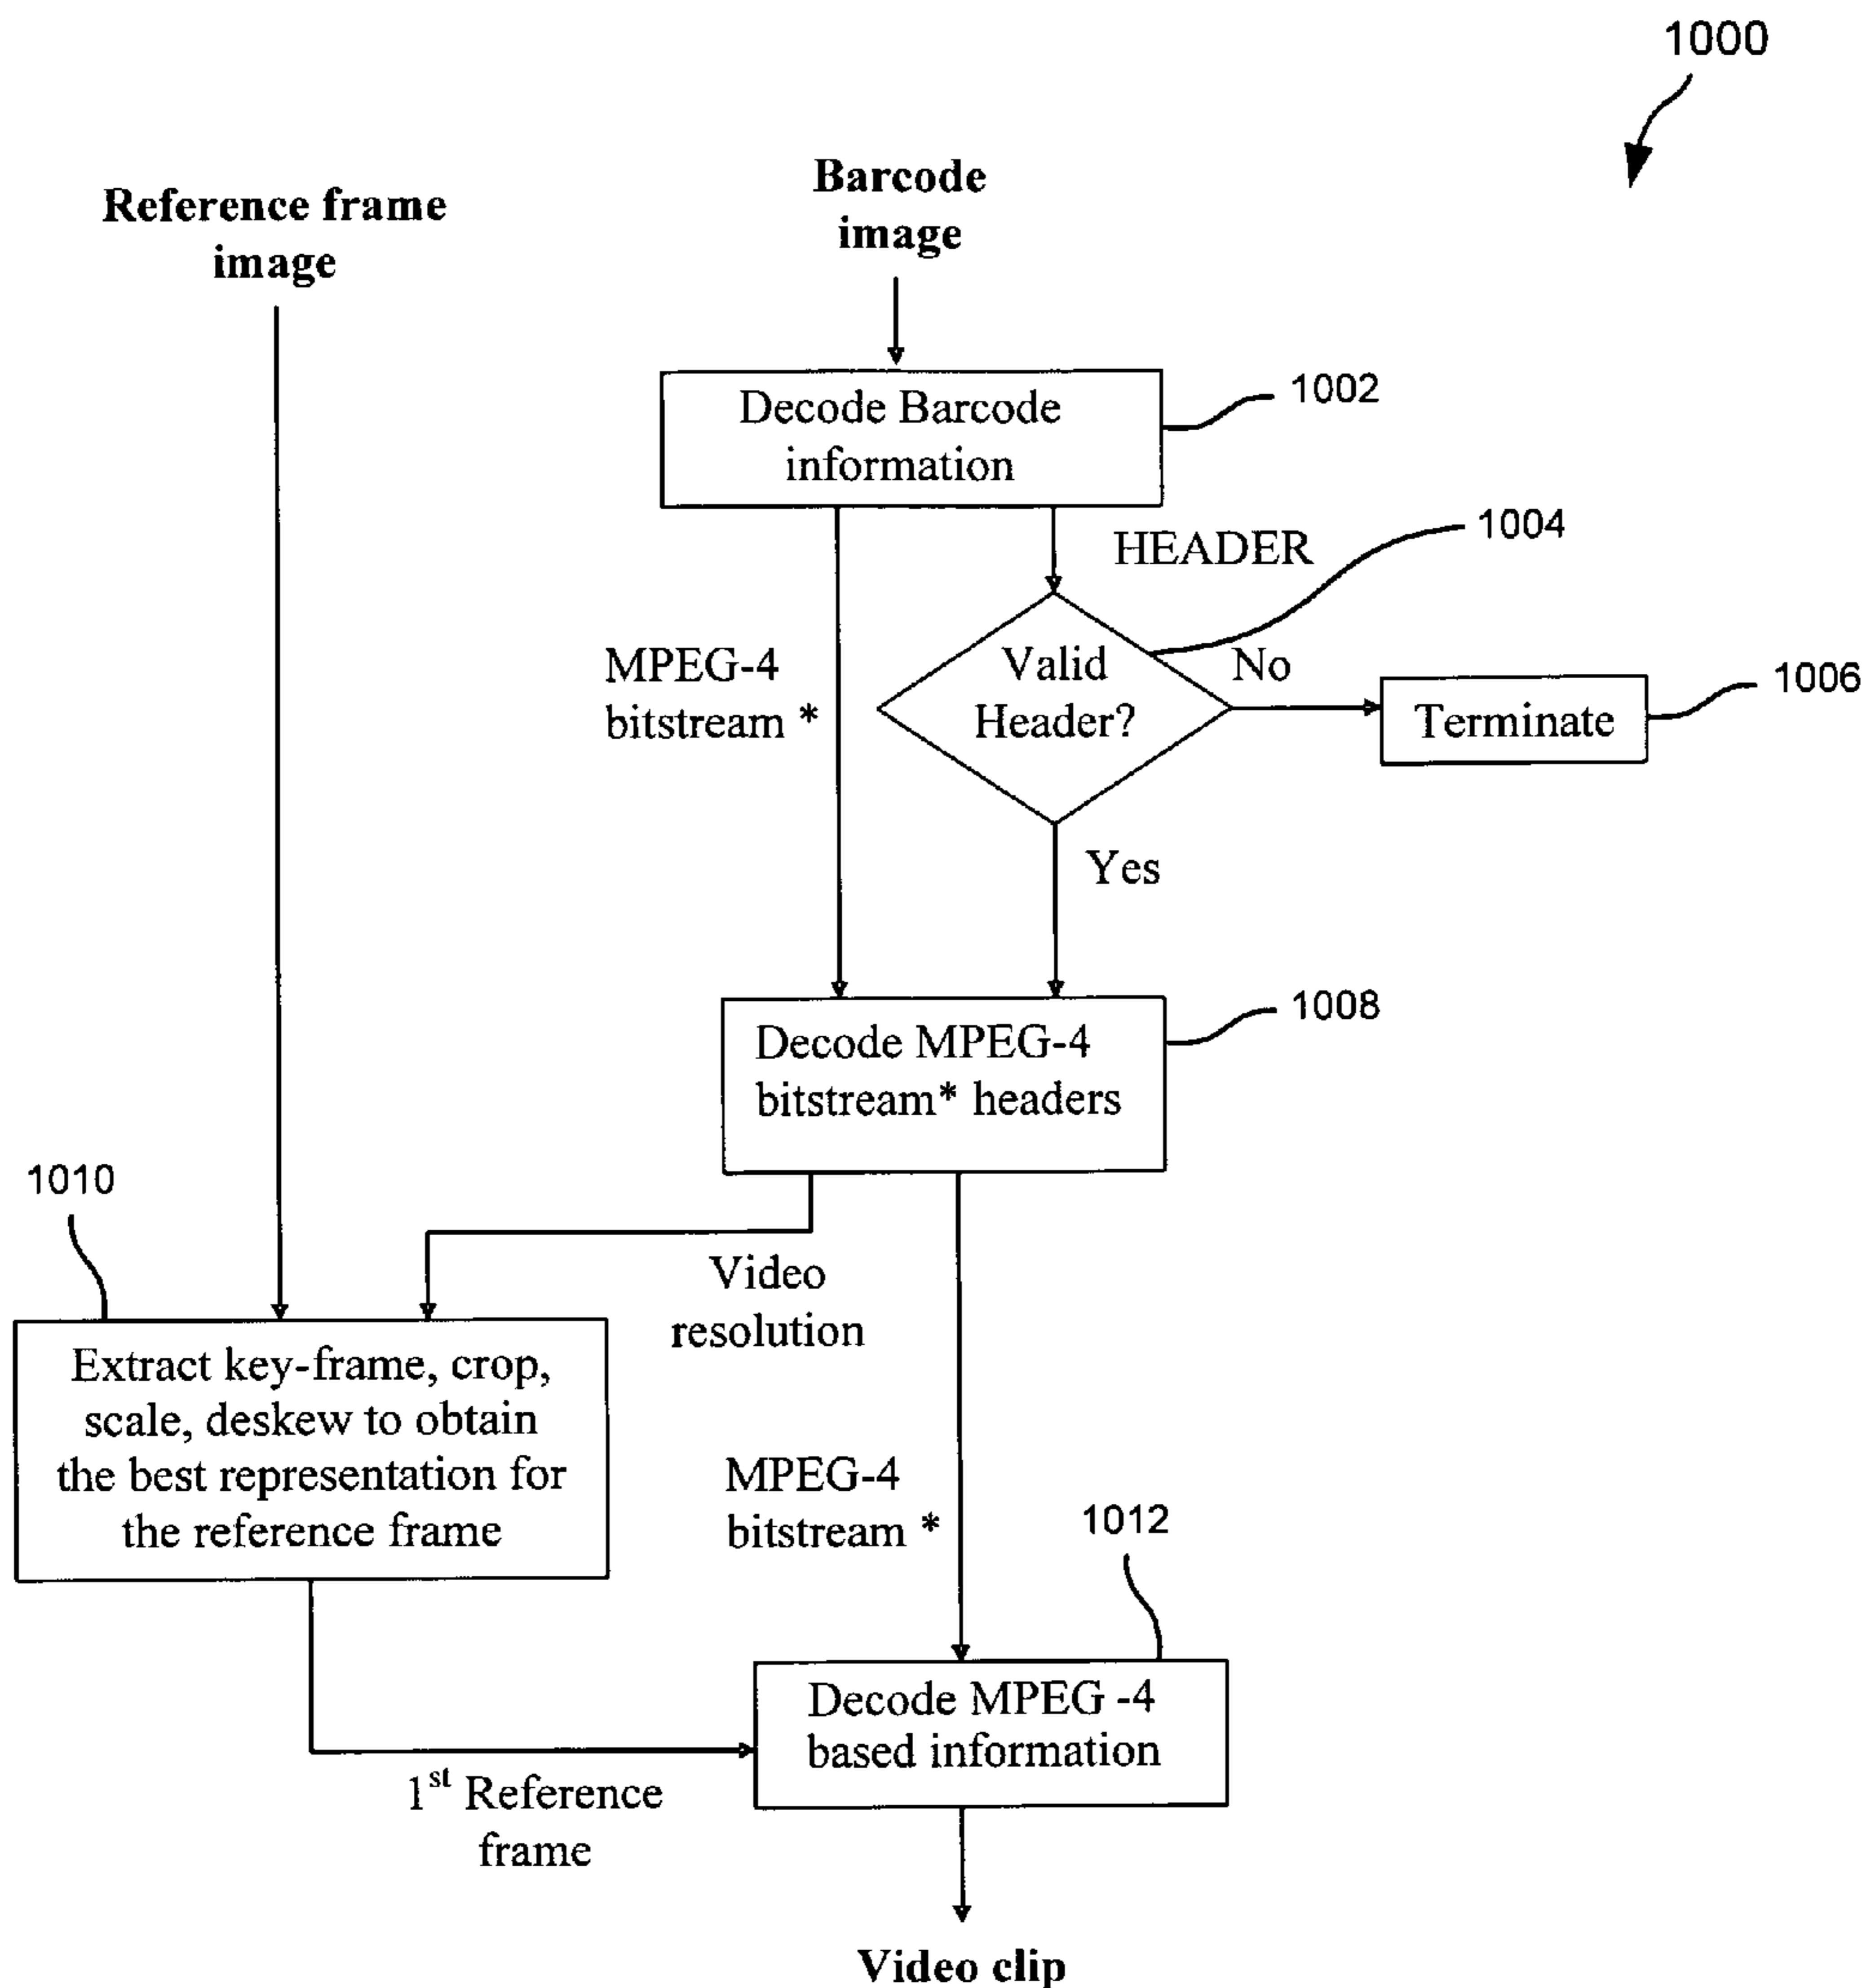 1000
Reference frame
image
Barcode
image
Decode Barcode
information
1002
HEADER
1004
MPEG-4
bitstream *
Valid
Header?
No
Terminate
1006
Yes
Decode MPEG-4
bitstream* headers
1008
1010
Video
resolution
Extract key-frame, crop,
scale, deskew to obtain
the best representation for
the reference frame
MPEG-4
bitstream *
1012
Decode MPEG -4
based information
1st Reference
frame
Video clip